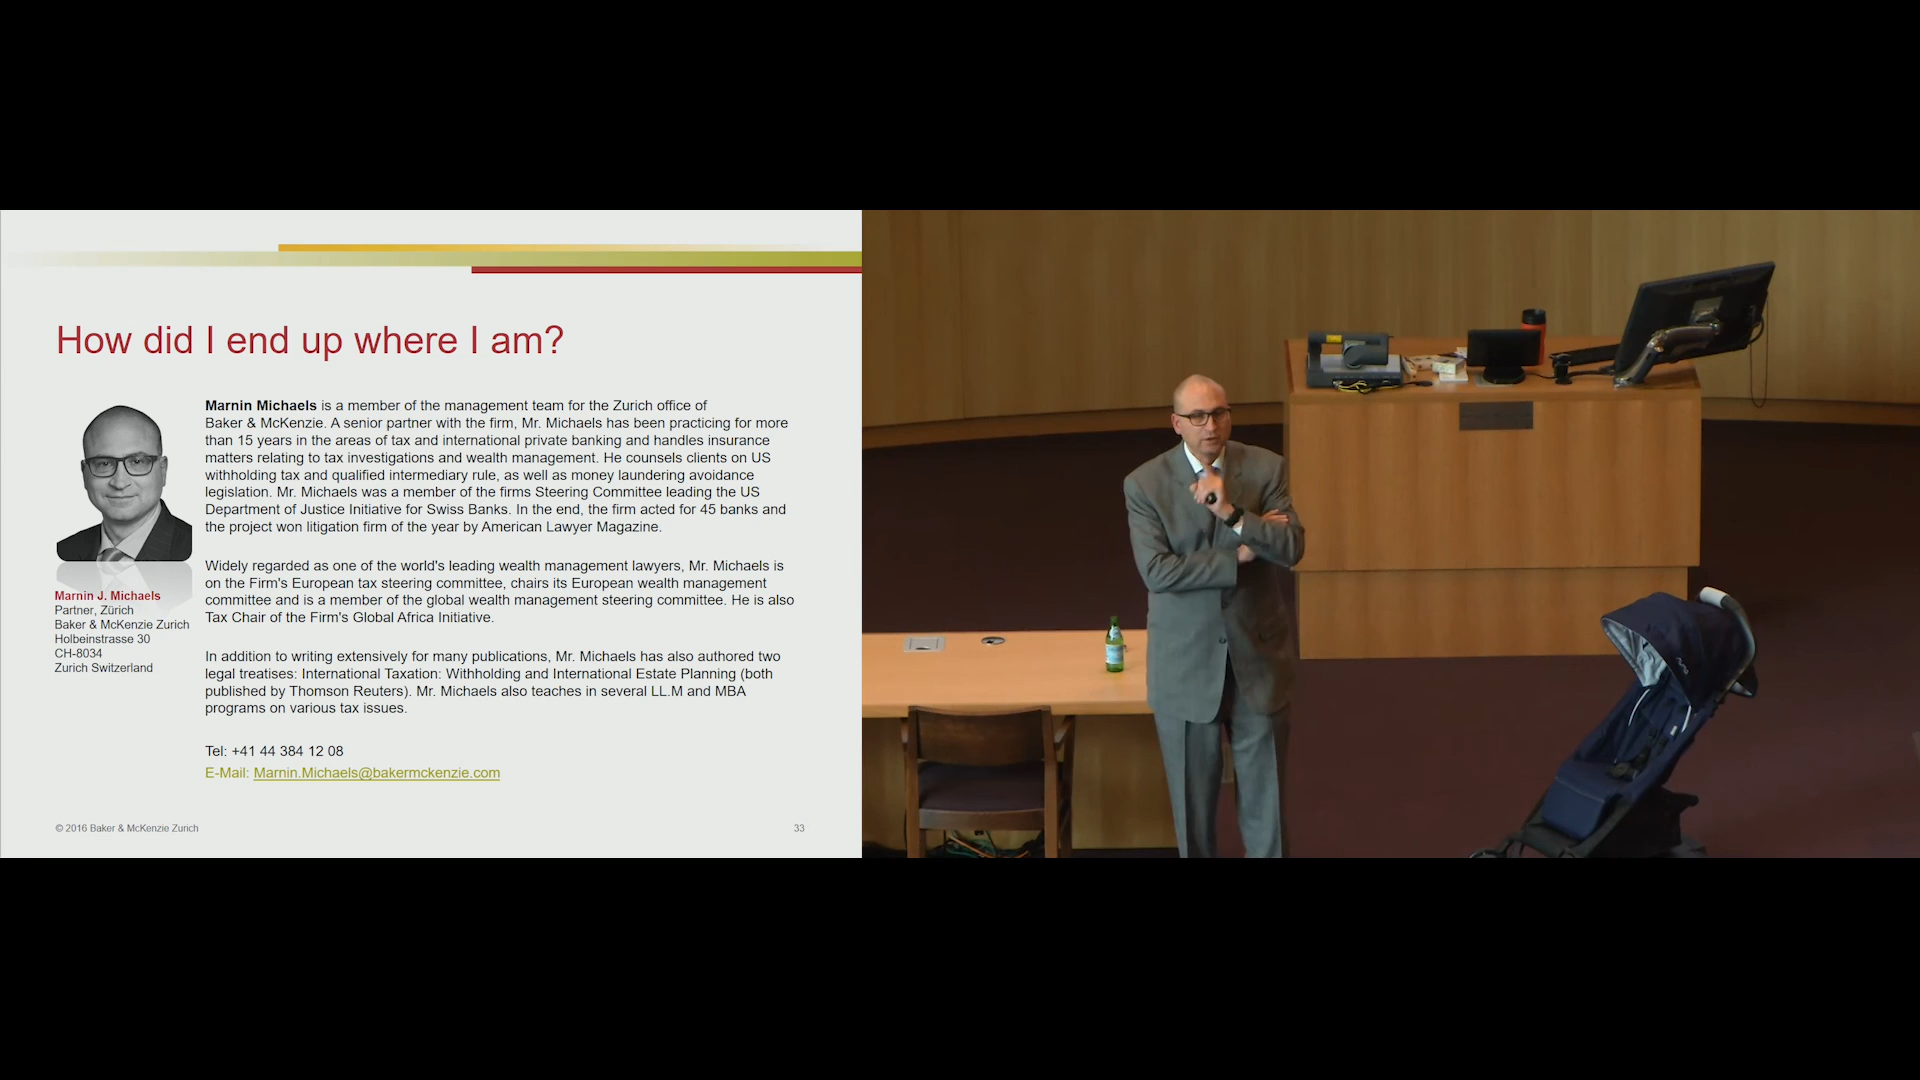 How did I end up where I am?
Marnin Michaels is a member of the management team for the Zurich office of
Baker & McKenzie. A senior partner with the firm, Mr. Michaels has been practicing for more
than 15 years in the areas of tax and international private banking and handles insurance
matters relating to tax investigations and wealth management. He counsels clients on US
withholding tax and qualified intermediary rule, as well as money laundering avoidance
legislation. Mr. Michaels was a member of the firms Steering Committee leading the US
Department of Justice Initiative for Swiss Banks. In the end, the firm acted for 45 banks and
the project won litigation firm of the year by American Lawyer Magazine.
Widely regarded as one of the world's leading wealth management lawyers, Mr. Michaels is
on the Firm's European tax steering committee, chairs its European wealth management
committee and is a member of the global wealth management steering committee. He is also
Tax Chair of the Firm's Global Africa Initiative.
In addition to writing extensively for many publications, Mr. Michaels has also authored two
legal treatises: International Taxation: Withholding and International Estate Planning (both
published by Thomson Reuters). Mr. Michaels also teaches in several LL.M and MBA
programs on various tax issues.
Tel: +41 44 384 12 08
E-Mail: Marnin.Michaels@bakermckenzie.com
Marnin J. Michaels
Partner, Zürich
Baker & McKenzie Zurich
Holbeinstrasse 30
CH-8034
Zurich Switzerland
© 2016 Baker & McKenzie Zurich
33